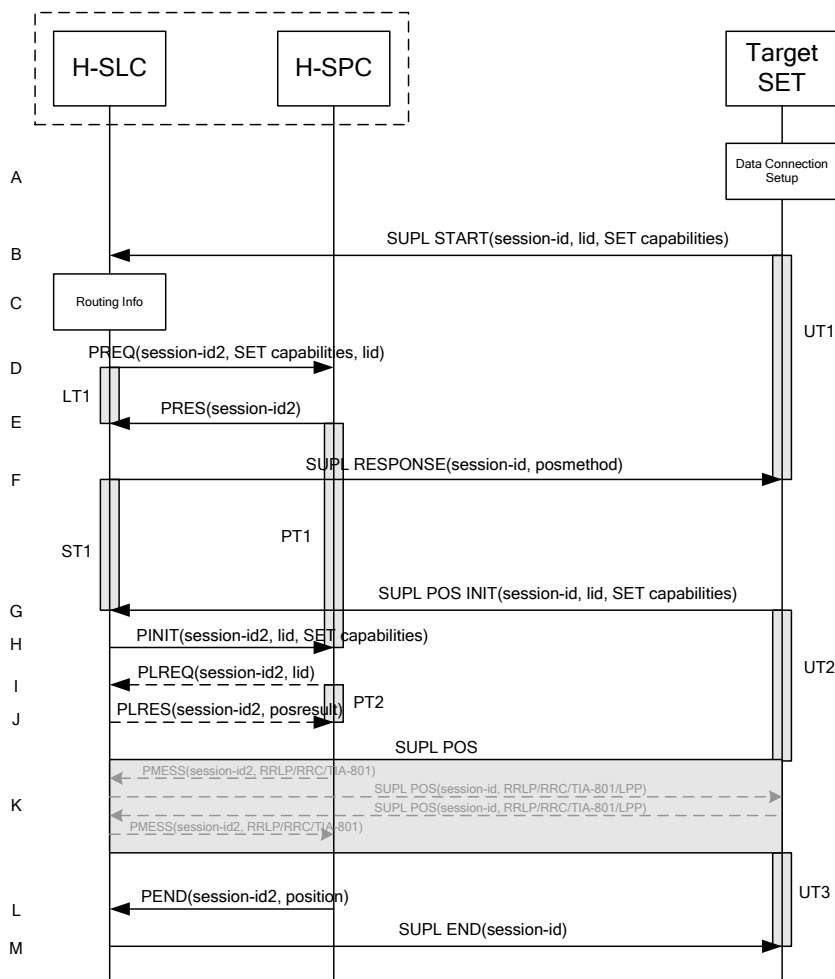 H-SLC
H-SPC
Target
SET
A
Data Connection
Setup
SUPL START(session-id, lid, SET capabilities)
B
C
Routing Info
UT1
PREQ(session-id2, SET capabilities, lid)
D
LT1
PRES(session-id2)
E
SUPL RESPONSE(session-id, posmethod)
F
PT1
ST1
SUPL POS INIT(session-id, lid, SET capabilities)
G
PINIT(session-id2, lid, SET capabilities)
H
UT2
PLREQ(session-id2, lid)
I
PT2
PLRES(session-id2, posresult)
J
SUPL POS
PMESS(session-id2, RRLP/RRC/TIA-801)
SUPL POS(session-id, RRLP/RRC/TIA-801/LPP)
K
SUPL POS(session-id, RRLP/RRC/TIA-801/LPP)
PMESS(session-id2, RRLP/RRC/TIA-801)
UT3
PEND(session-id2, position)
L
SUPL END(session-id)
M